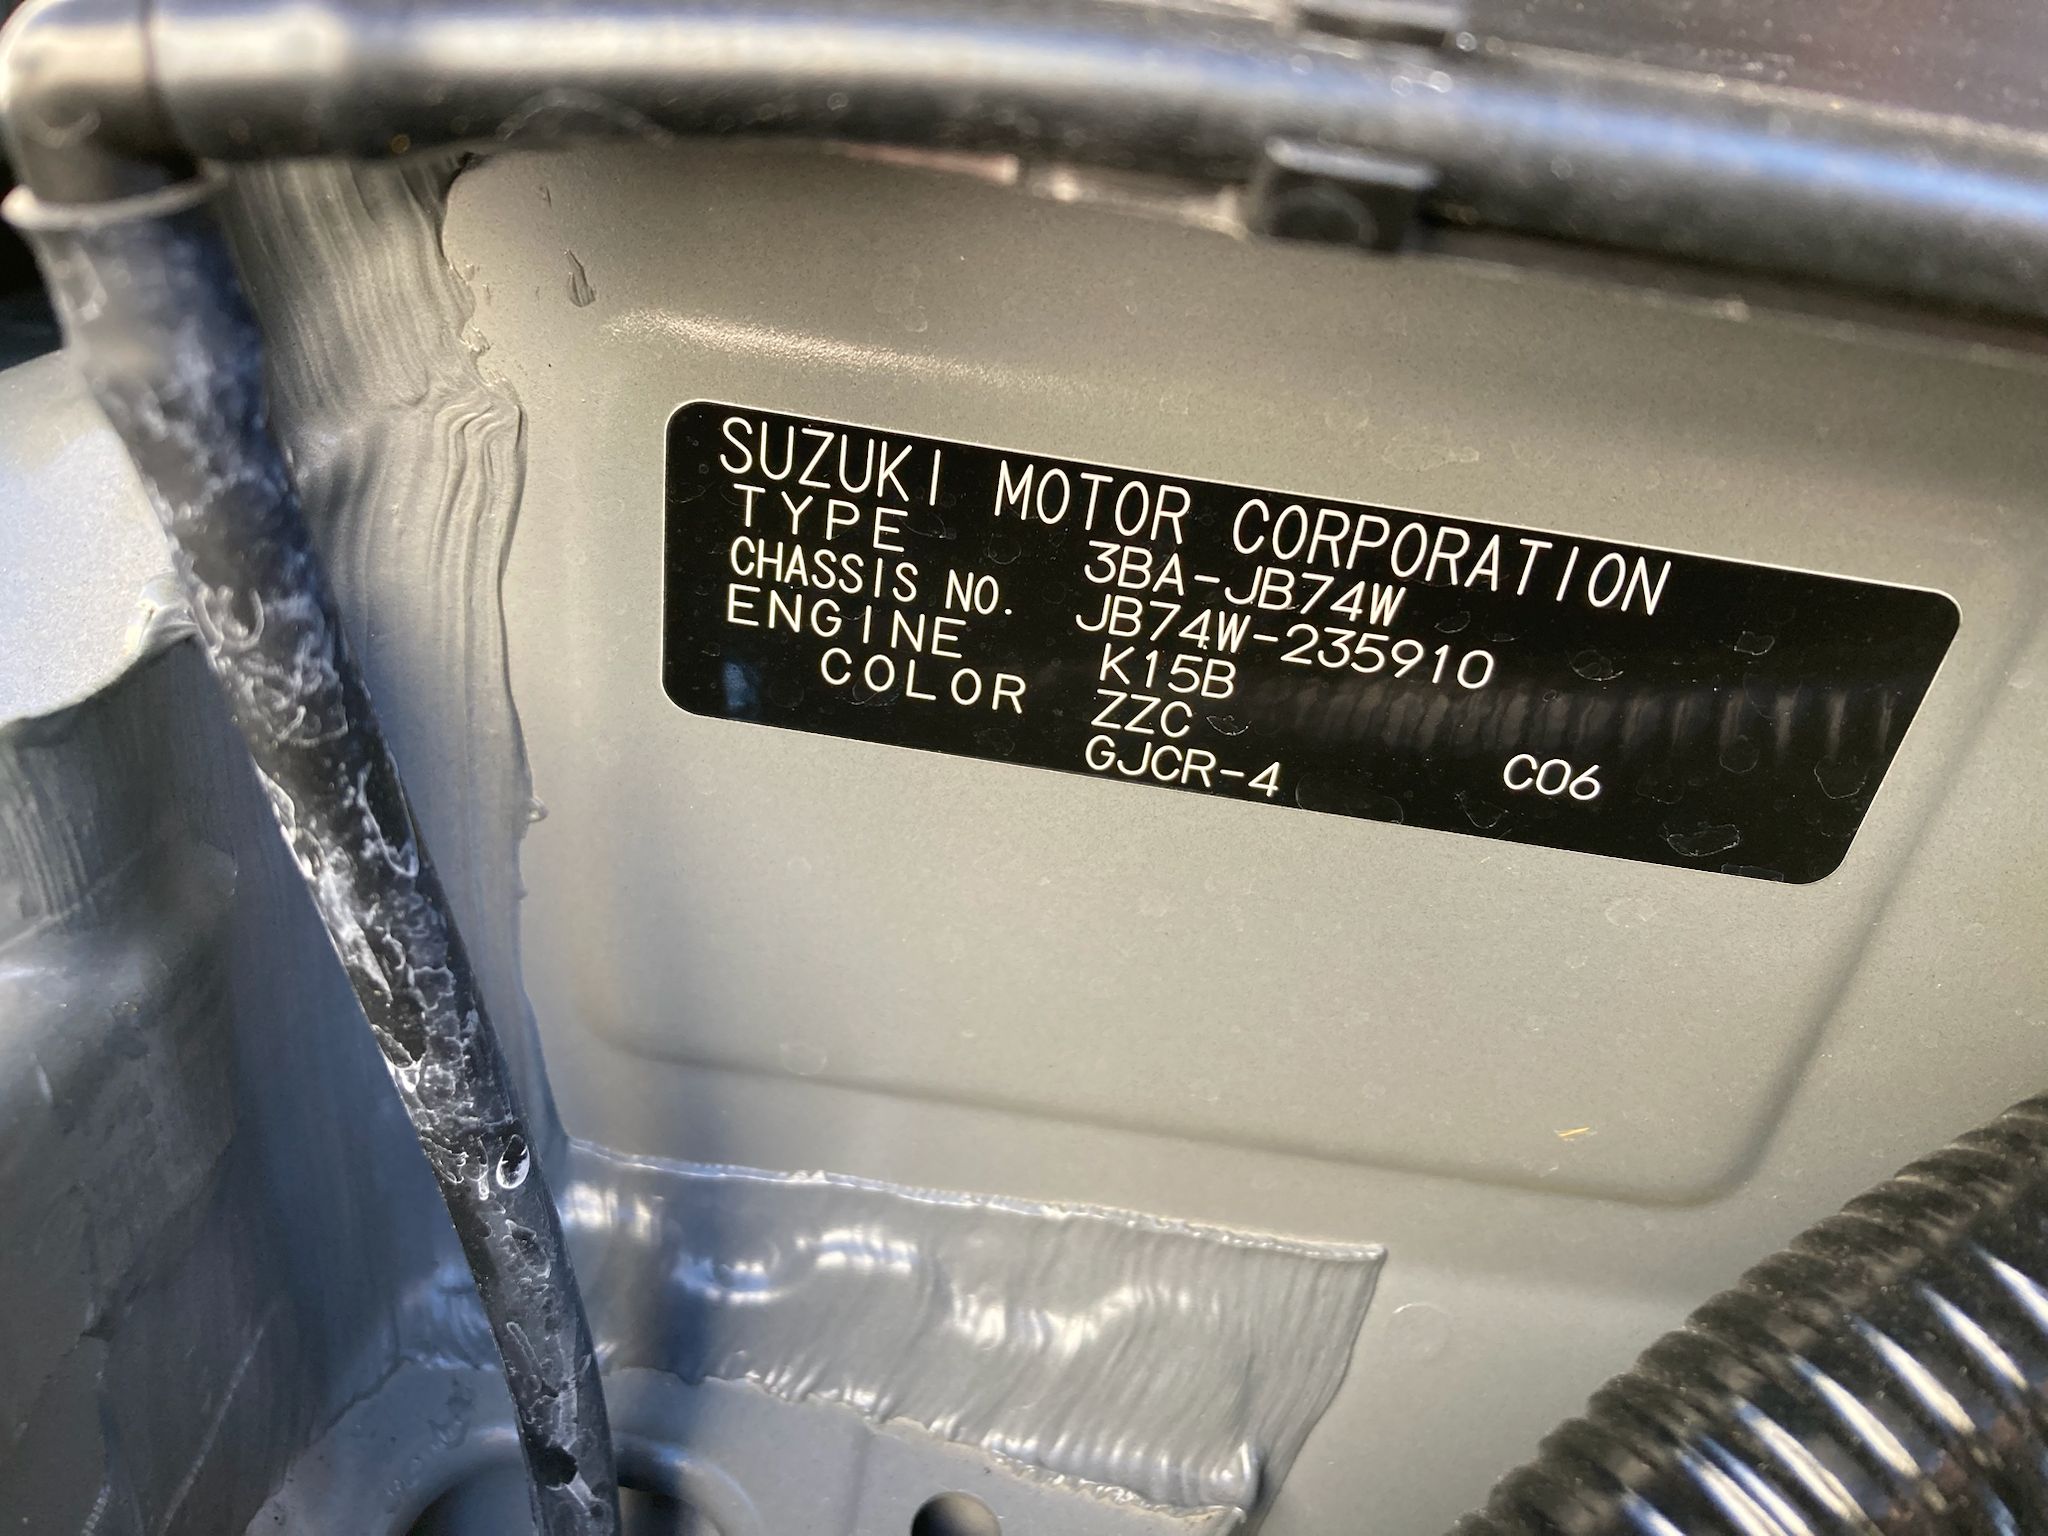 SUZUKI MOTOR CORPORATION
TYPE 3BA-JB74W
CHASSIS NO. JB74W-235910
ENGINE K15B
COLOR ZZC
GJCR-4 C06